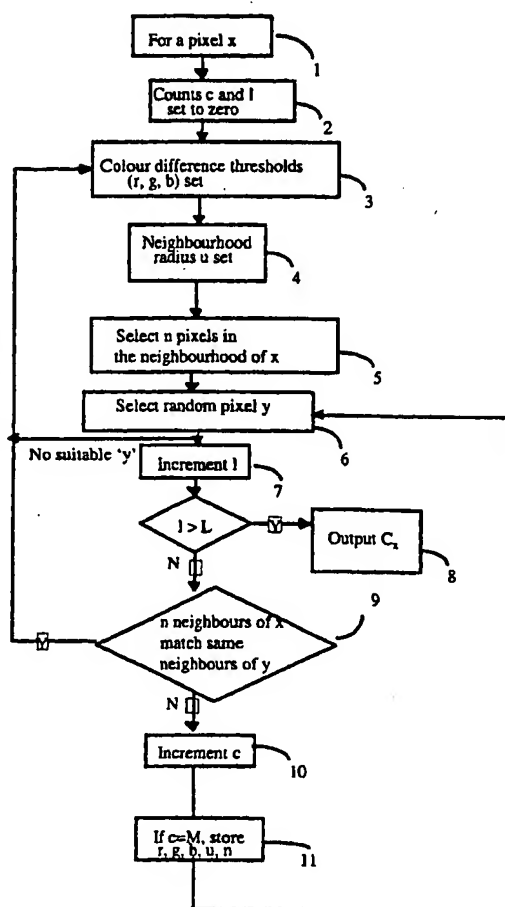 For a pixel x
1
Counts c and l
set to zero
2
Colour difference thresholds
(r, g, b) set
3
Neighbourhood
radius u set
4
Select n pixels in
the neighbourhood of x
5
Select random pixel y
6
No suitable 'y'
Increment l
7
l > L
Y
Output Cx
8
N
9
n neighbours of x
match same
neighbours of y
Y
N
Increment c
10
If c=M, store
r, g, b, u, n
11